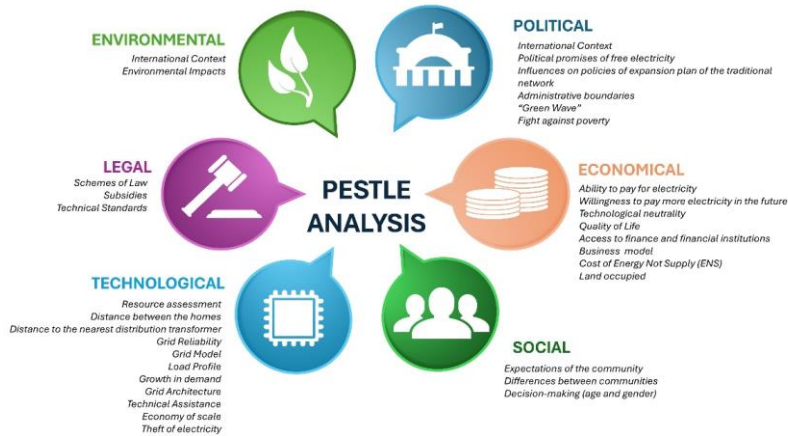 ENVIRONMENTAL
International Context
Environmental Impacts
POLITICAL
International Context
Political promises of free electricity
Influences on policies of expansion plan of the traditional
network
Administrative boundaries
“Green Wave”
Fight against poverty
LEGAL
Schemes of Law
Subsidies
Technical Standards
PESTLE
ANALYSIS
ECONOMICAL
Ability to pay for electricity
Willingness to pay more electricity in the future
Technological neutrality
Quality of Life
Access to finance and financial institutions
Business model
Cost of Energy Not Supply (ENS)
Land occupied
TECHNOLOGICAL
Resource assessment
Distance between the homes
Distance to the nearest distribution transformer
Grid Reliability
Grid Model
Load Profile
Growth in demand
Grid Architecture
Technical Assistance
Economy of scale
Theft of electricity
SOCIAL
Expectations of the community
Differences between communities
Decision-making (age and gender)